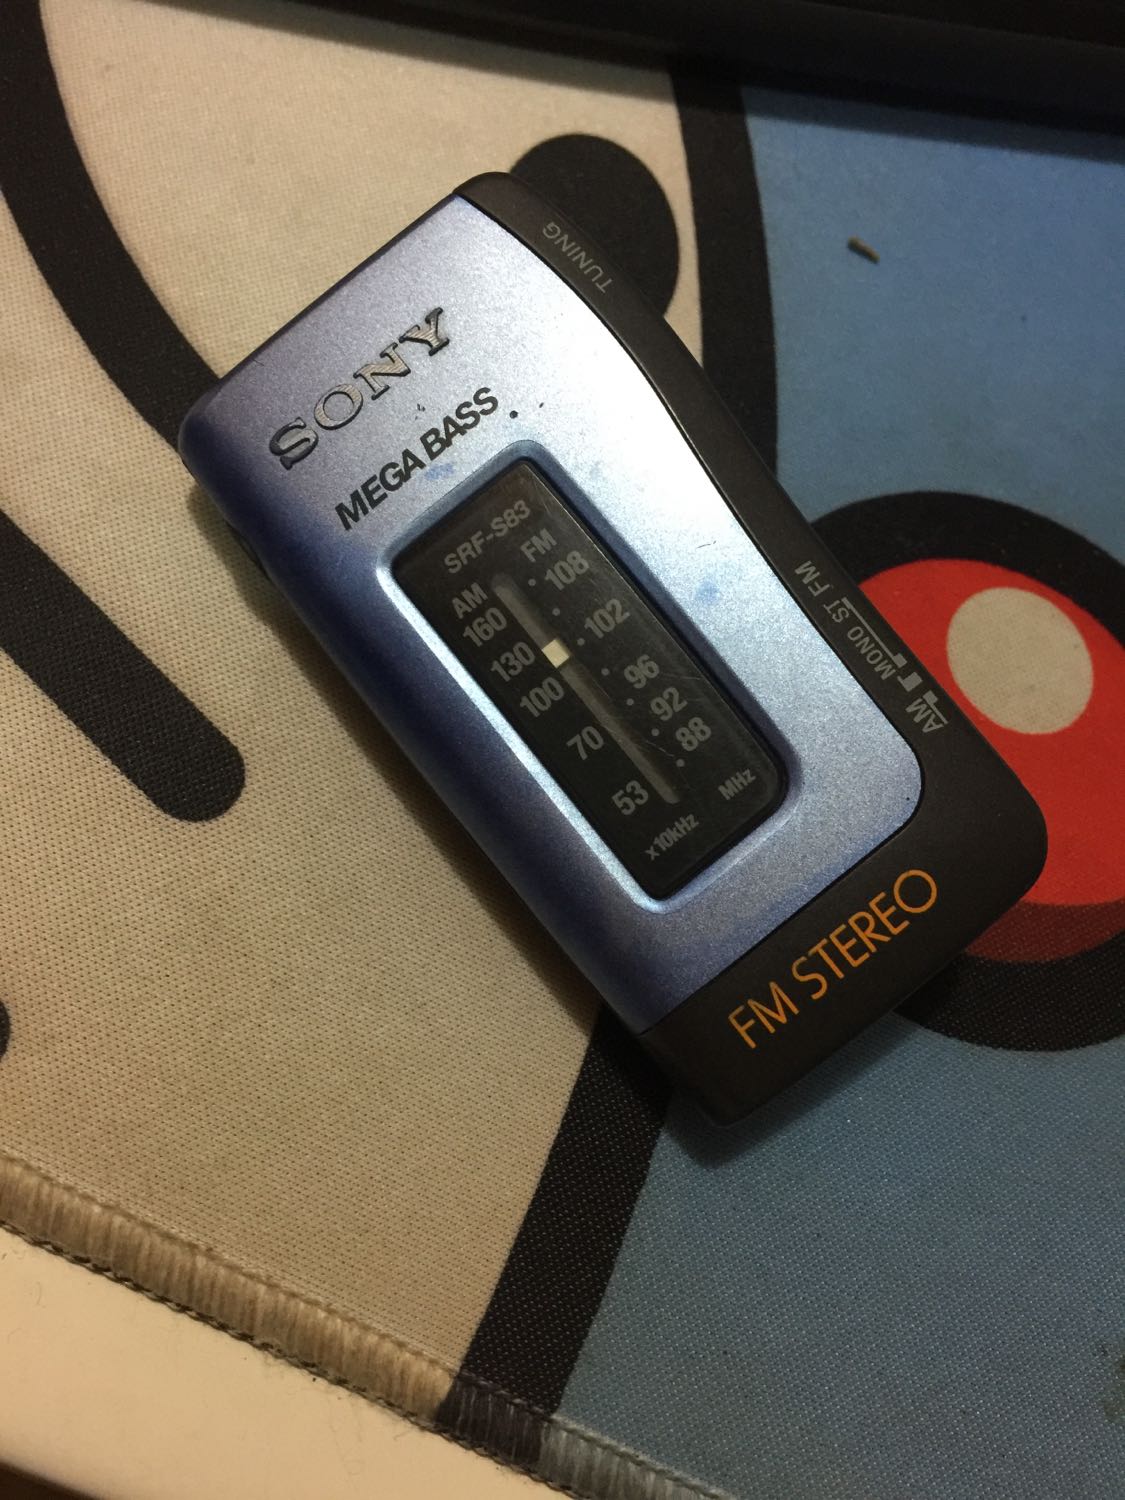 SONY
MEGA BASS
SRF-S83
AM FM
160 108
130 102
100 96
70 92
53 88
x10kHz MHz
TUNING
AM MONO ST FM
FM STEREO